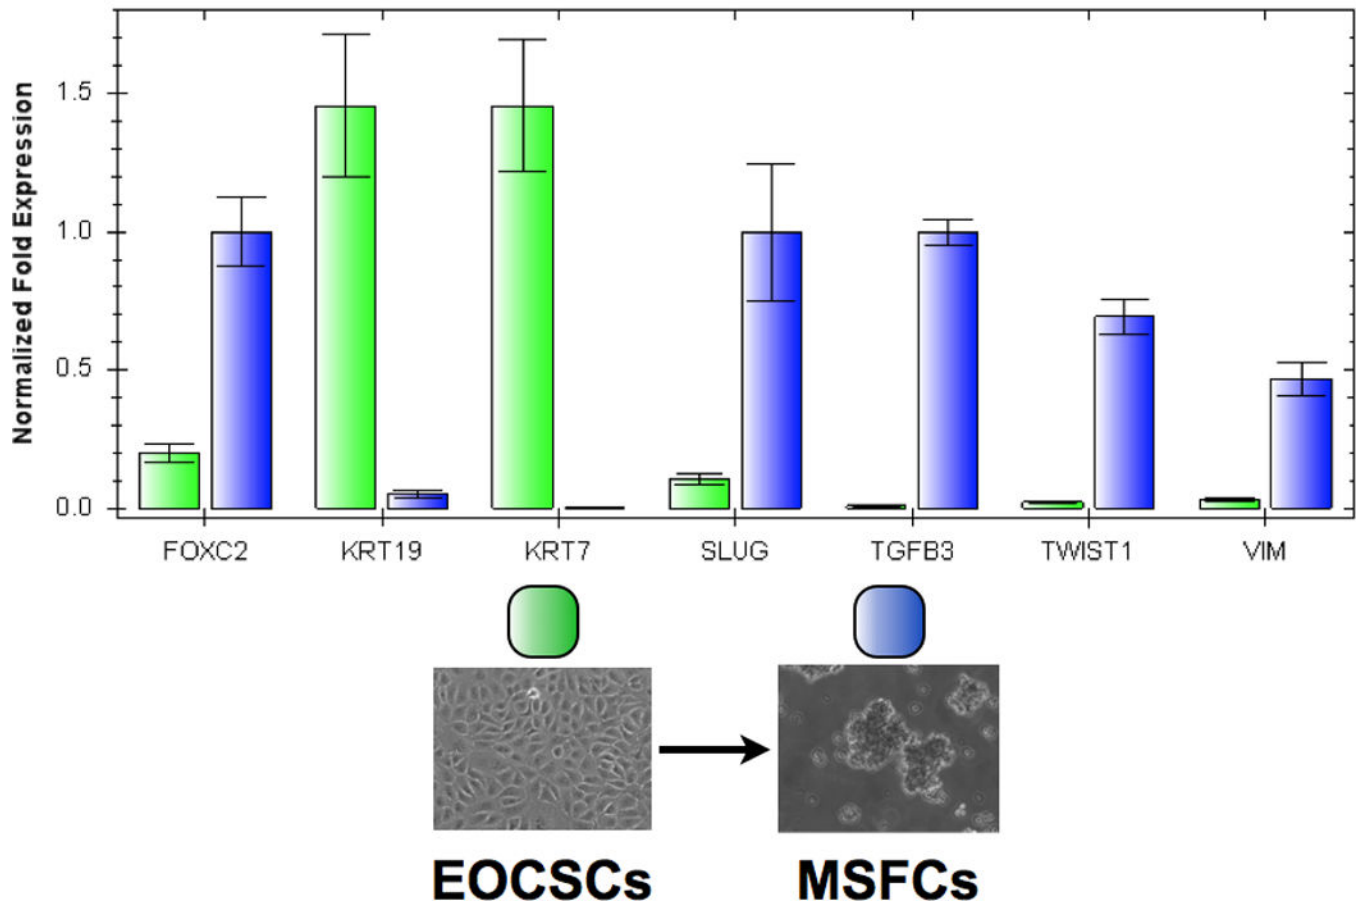 Normalized Fold Expression
1.5
1.0
0.5
0.0
FOXC2 KRT19 KRT7 SLUG TGFB3 TWIST1 VIM
EOCSCs MSFCs